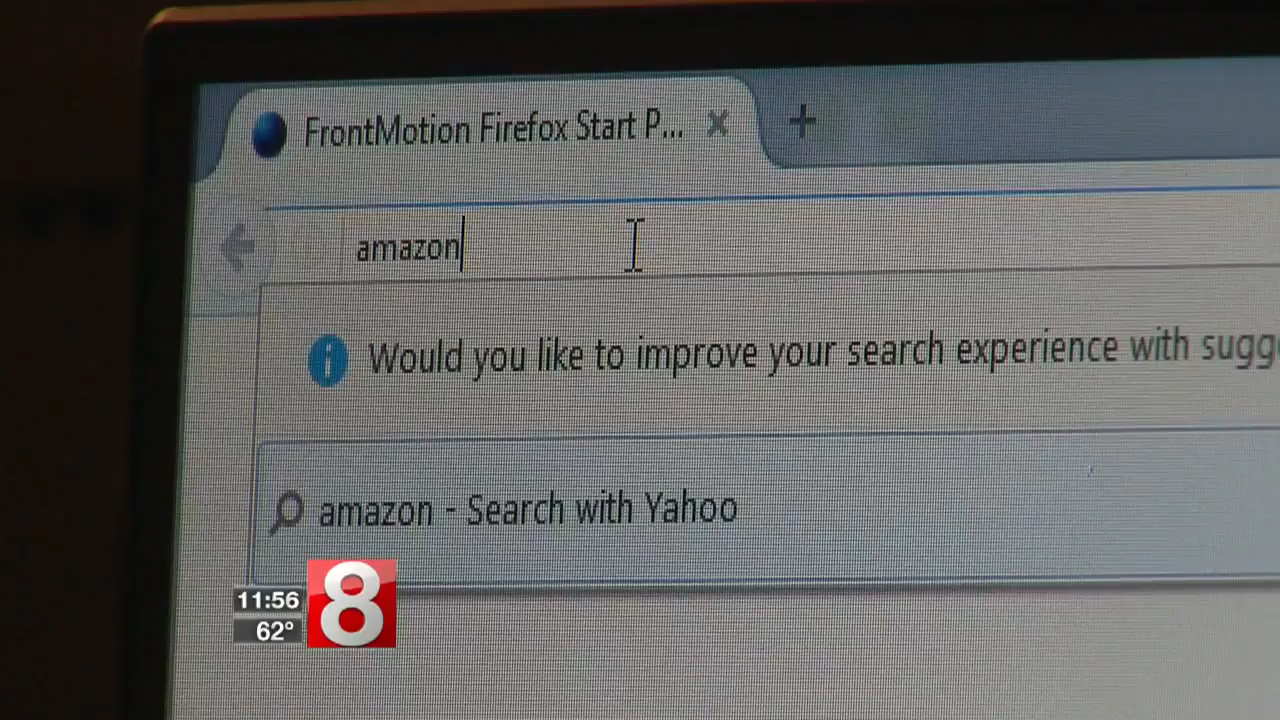 FrontMotion Firefox Start P...
amazon
Would you like to improve your search experience with sugg
amazon - Search with Yahoo
11:56
62°
8